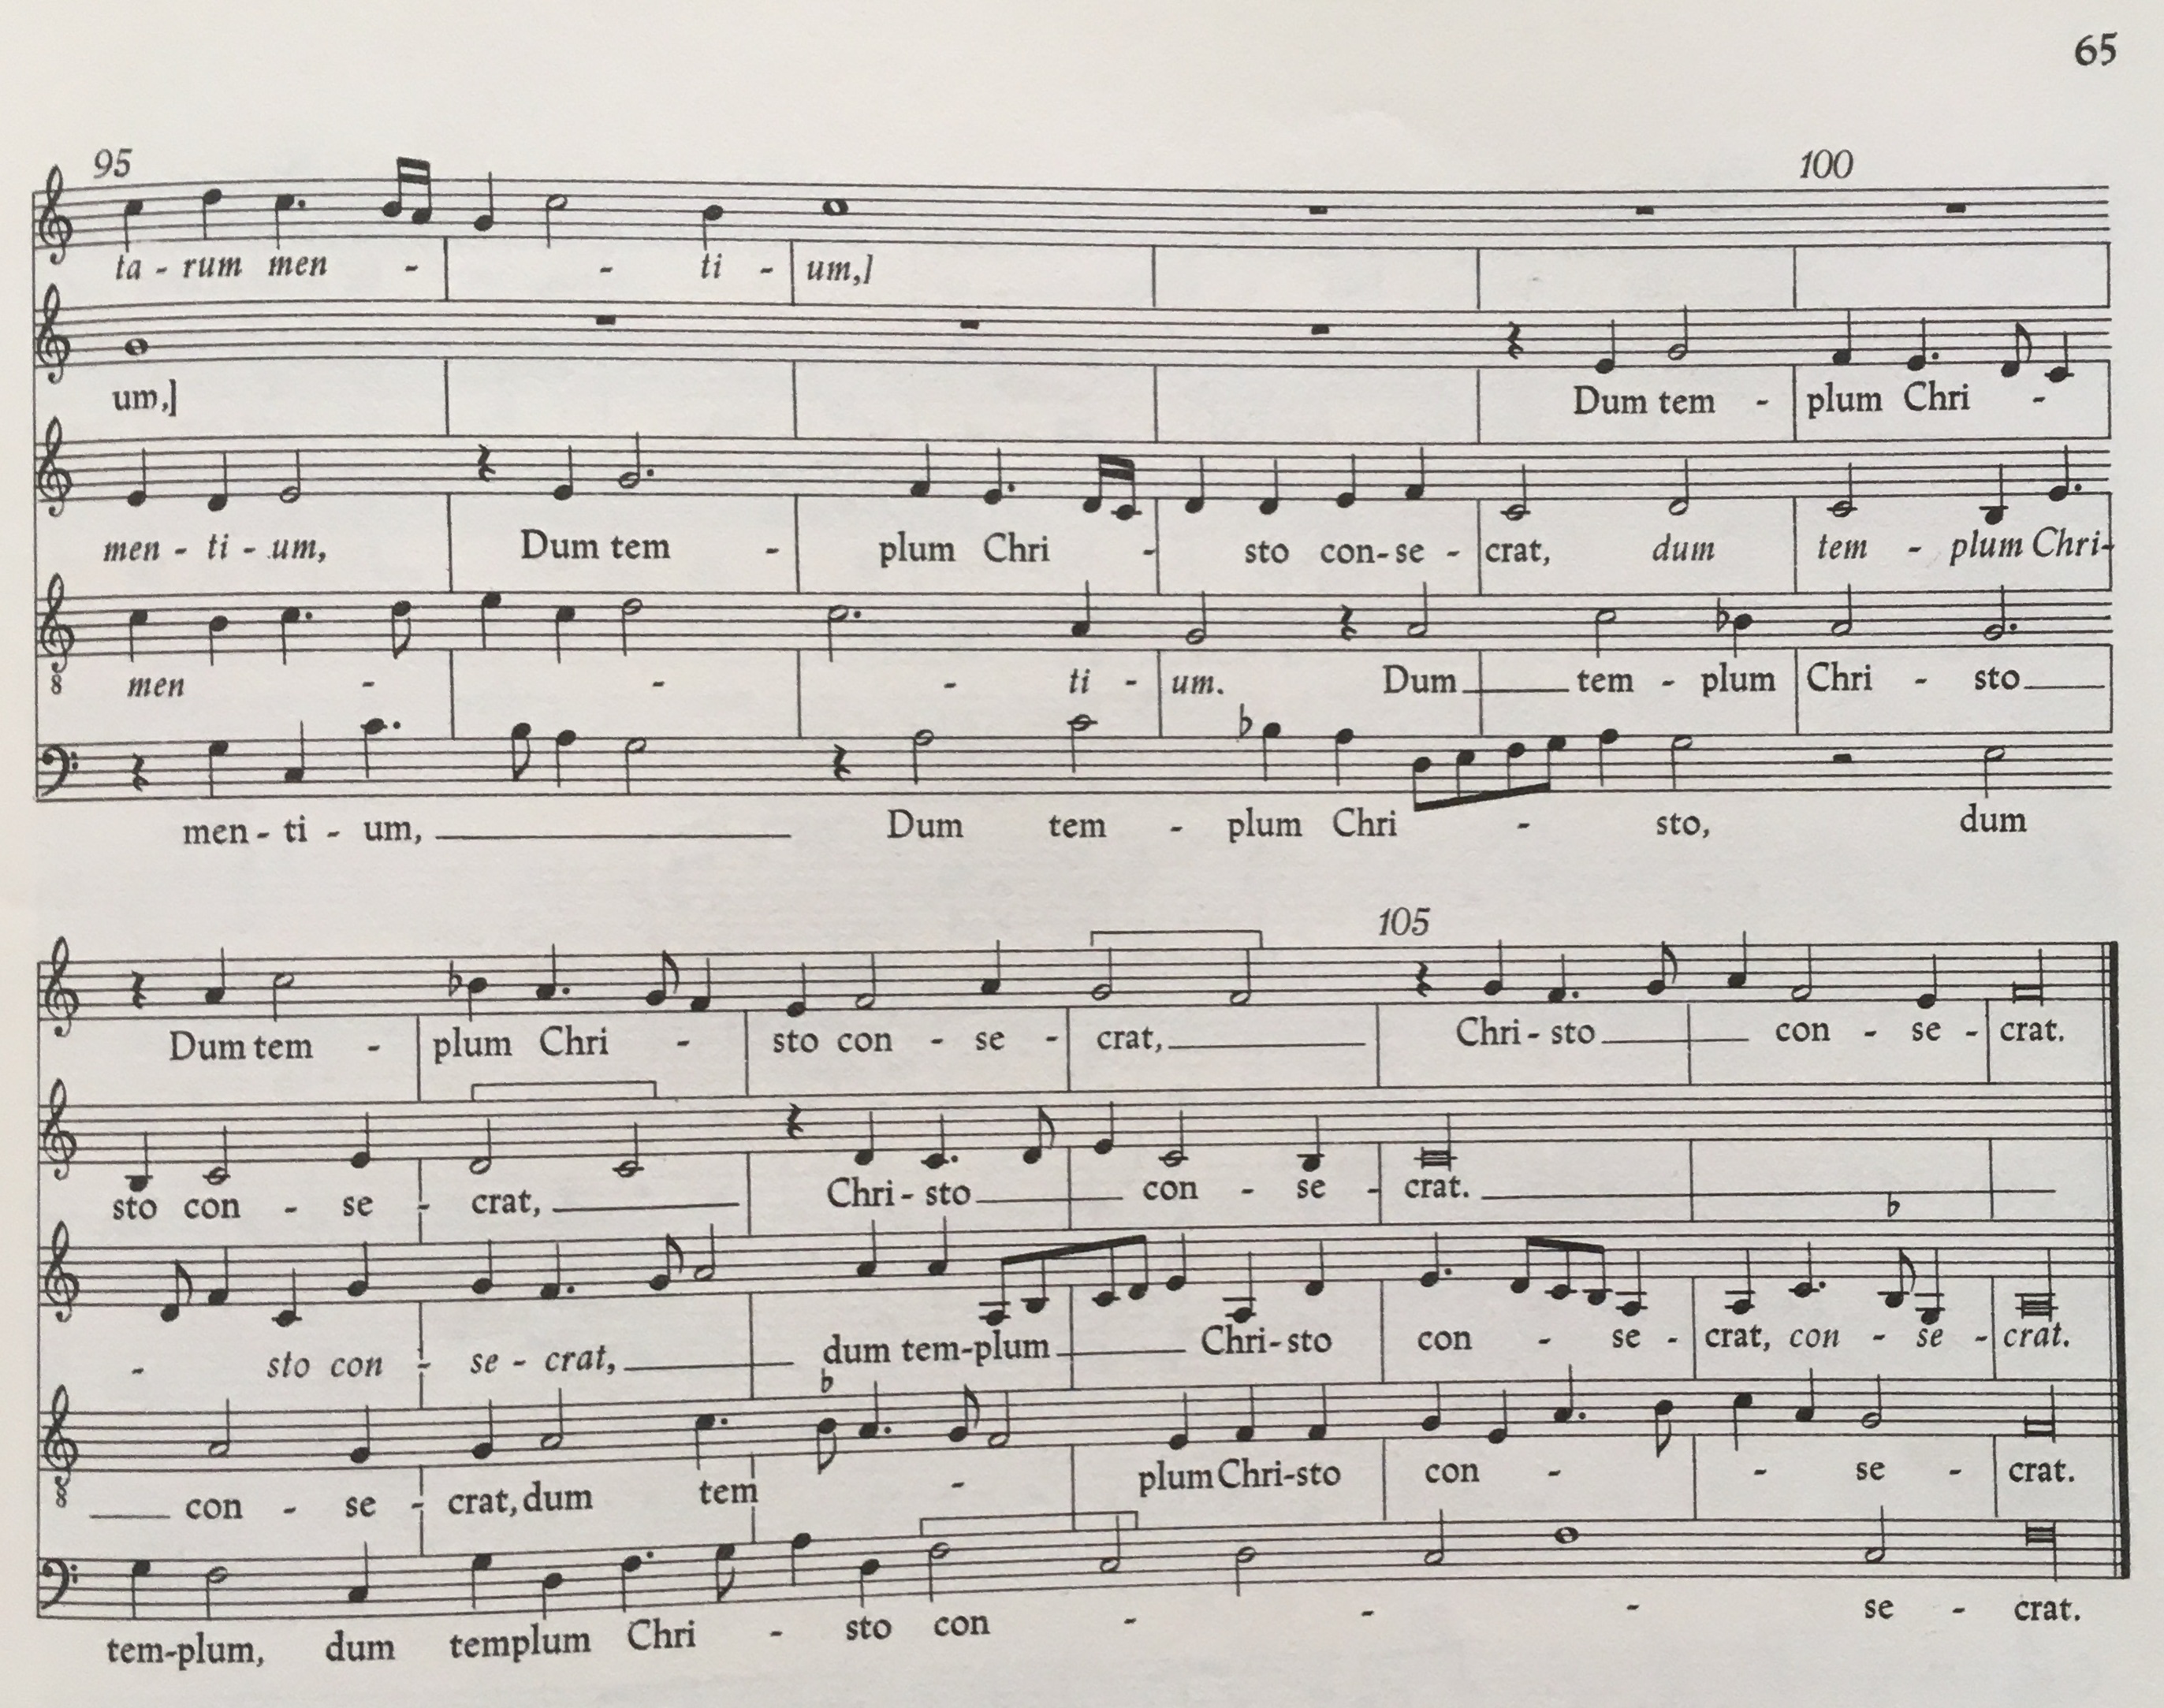 65
95 100
ta - rum men - - ti - um,]
um,] Dum tem - plum Chri -
men - ti - um, Dum tem - plum Chri - sto con - se - crat, dum tem - plum Chri-
8 men - - - ti - um. Dum tem - plum Chri - sto
men - ti - um, Dum tem - plum Chri - sto, dum
105
Dum tem - plum Chri - sto con - se - crat, Chri - sto con - se - crat.
sto con - se - crat, Chri - sto con - se - crat.
- sto con - se - crat, dum tem-plum Chri-sto con - se - crat, con - se - crat.
8 con - se - crat, dum tem - plum Chri-sto con - - se - crat.
tem-plum, dum templum Chri - sto con - - - se - crat.